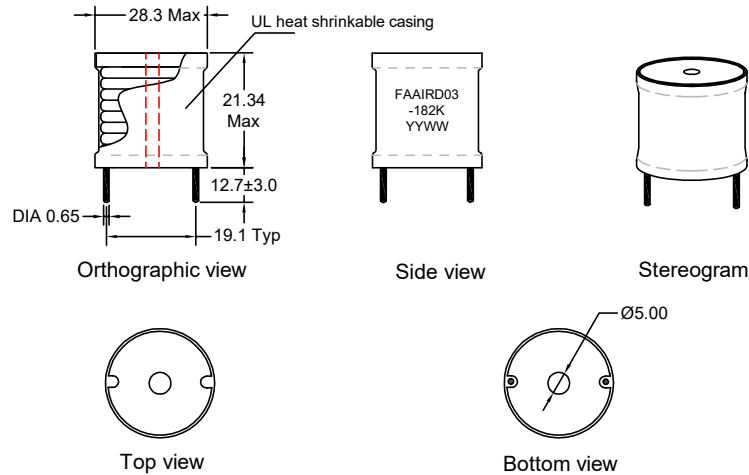 28.3 Max
UL heat shrinkable casing
21.34
Max
12.7±3.0
DIA 0.65
19.1 Typ
Orthographic view
FAAIRD03
-182K
YYWW
Side view
Stereogram
Top view
Ø5.00
Bottom view